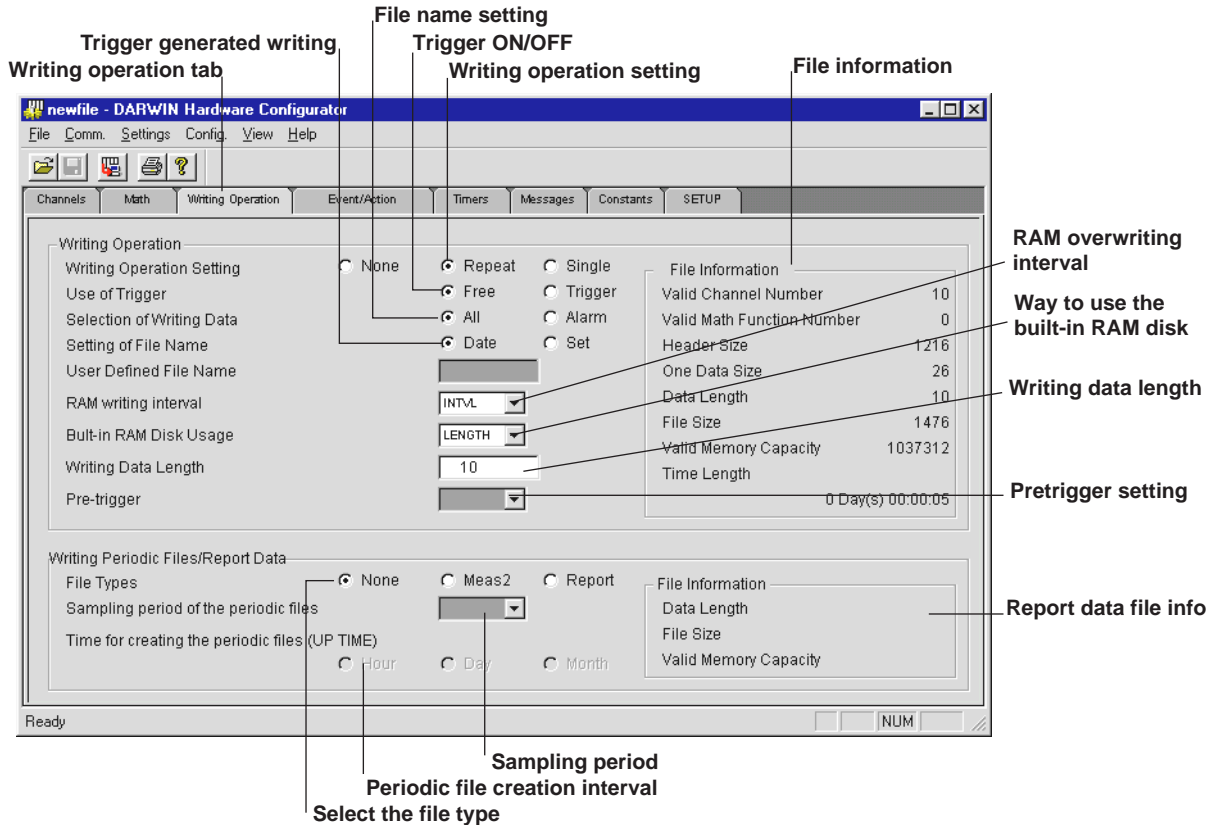 File name setting
Trigger generated writing
Trigger ON/OFF
Writing operation tab
Writing operation setting
File information
newfile - DARWIN Hardware Configurator
File Comm. Settings Config. View Help
Channels Math Writing Operation Event/Action Timers Messages Constants SETUP
Writing Operation
Writing Operation Setting None Repeat Single
Use of Trigger Free Trigger
Selection of Writing Data All Alarm
Setting of File Name Date Set
User Defined File Name
RAM writing interval INTVL
Bult-in RAM Disk Usage LENGTH
Writing Data Length 10
Pre-trigger
File Information
Valid Channel Number 10
Valid Math Function Number 0
Header Size 1216
One Data Size 26
Data Length 10
File Size 1476
Valid Memory Capacity 1037312
Time Length
0 Day(s) 00:00:05
RAM overwriting
interval
Way to use the
built-in RAM disk
Writing data length
Pretrigger setting
Writing Periodic Files/Report Data
File Types None Meas2 Report
Sampling period of the periodic files
Time for creating the periodic files (UP TIME)
Hour Day Month
File Information
Data Length
File Size
Valid Memory Capacity
Report data file info
Ready NUM
Sampling period
Periodic file creation interval
Select the file type